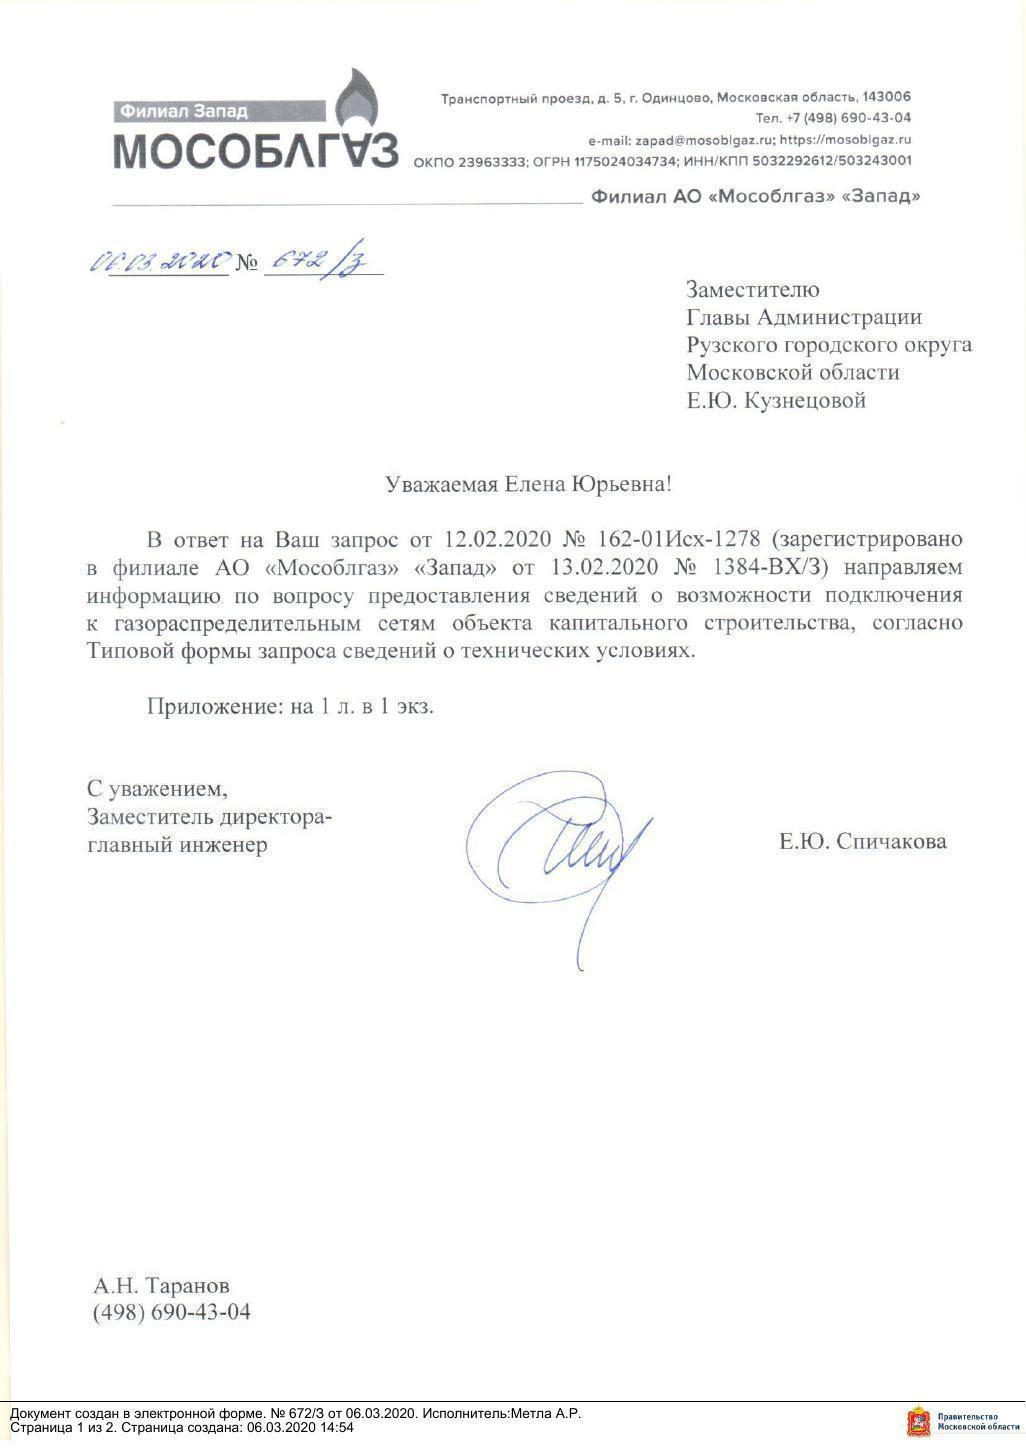 Филиал Запад
МОСОБЛГАЗ
Транспортный проезд, д. 5, г. Одинцово, Московская область, 143006
Тел. +7 (498) 690-43-04
e-mail: zapad@mosoblgaz.ru; https://mosoblgaz.ru
ОКПО 23963333; ОГРН 1175024034734; ИНН/КПП 5032292612/503243001
Филиал АО «Мособлгаз» «Запад»
06.03.2020 № 672/З
Заместителю
Главы Администрации
Рузского городского округа
Московской области
Е.Ю. Кузнецовой
Уважаемая Елена Юрьевна!
В ответ на Ваш запрос от 12.02.2020 № 162-01Исх-1278 (зарегистрировано
в филиале АО «Мособлгаз» «Запад» от 13.02.2020 № 1384-ВХ/З) направляем
информацию по вопросу предоставления сведений о возможности подключения
к газораспределительным сетям объекта капитального строительства, согласно
Типовой формы запроса сведений о технических условиях.
Приложение: на 1 л. в 1 экз.
С уважением,
Заместитель директора-
главный инженер
Е.Ю. Спичакова
А.Н. Таранов
(498) 690-43-04
Документ создан в электронной форме. № 672/З от 06.03.2020. Исполнитель:Метла А.Р.
Страница 1 из 2. Страница создана: 06.03.2020 14:54
Правительство
Московской области